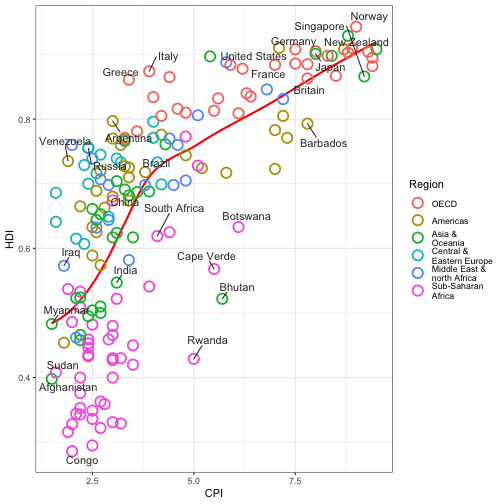 Norway
Singapore
Germany
New Zealand
Italy
United States
Japan
Greece
France
Britain
0.8
Argentina
Venezuela
Barbados
Russia
Brazil
China
South Africa
Botswana
0.6
Iraq
Cape Verde
India
Bhutan
Myanmar
Rwanda
Sudan
0.4
Afghanistan
Congo
HDI
2.5
5.0
7.5
CPI
Region
OECD
Americas
Asia &
Oceania
Central &
Eastern Europe
Middle East &
north Africa
Sub-Saharan
Africa